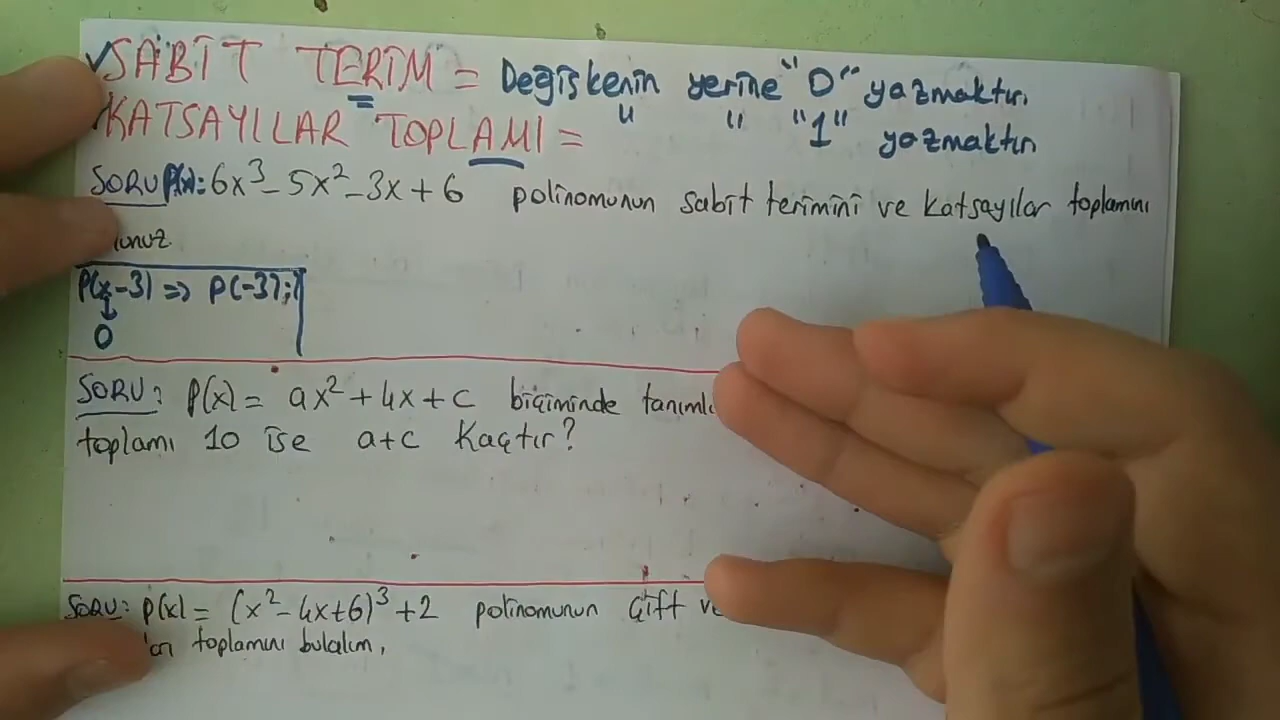 SABİT TERİM = Değişkenin yerine "0" yazmaktır.
KATSAYILAR TOPLAMI = " " "1" yazmaktır
SORU P(x) = 6x³ - 5x² - 3x + 6 polinomunun sabit terimini ve katsayılar toplamını
P(x-3) => P(-3)
0
SORU: P(x) = ax² + 4x + c biçiminde
toplamı 10 ise a+c kaçtır?
SORU: P(x) = (x² - 4x + 6)³ + 2 polinomunun Çift
toplamını bulalım,